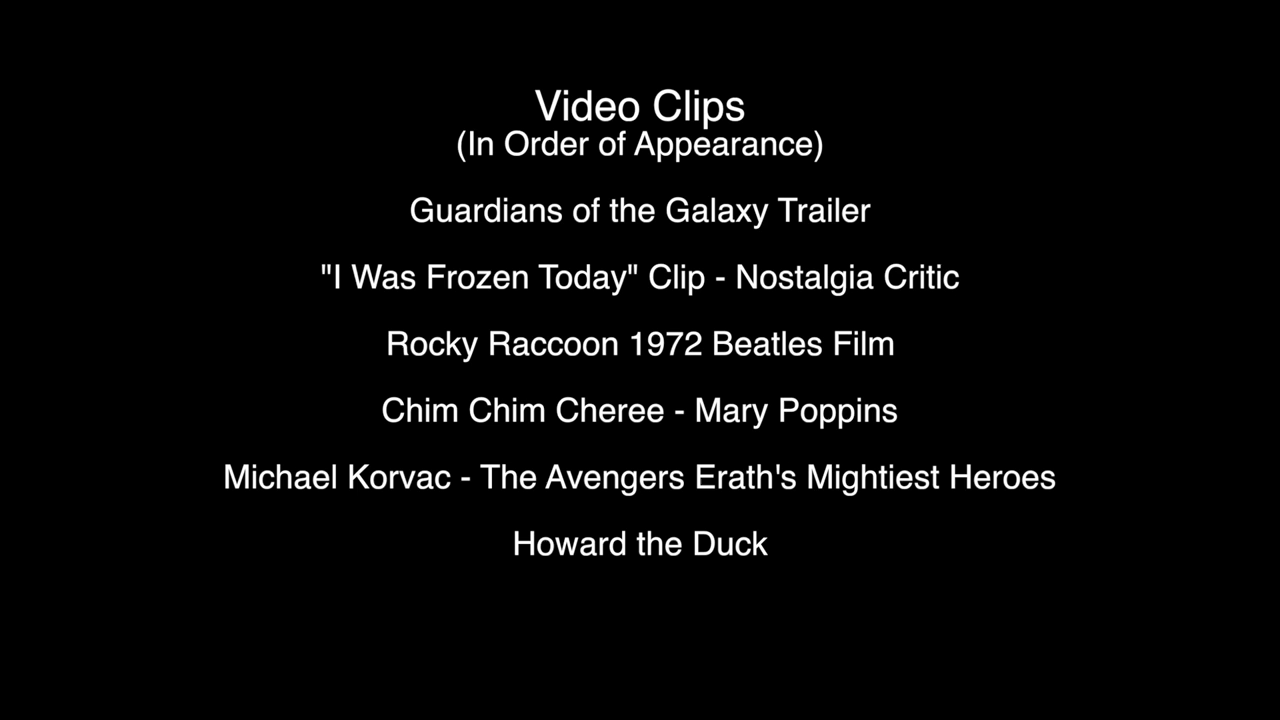 Video Clips
(In Order of Appearance)
Guardians of the Galaxy Trailer
"I Was Frozen Today" Clip - Nostalgia Critic
Rocky Raccoon 1972 Beatles Film
Chim Chim Cheree - Mary Poppins
Michael Korvac - The Avengers Erath's Mightiest Heroes
Howard the Duck